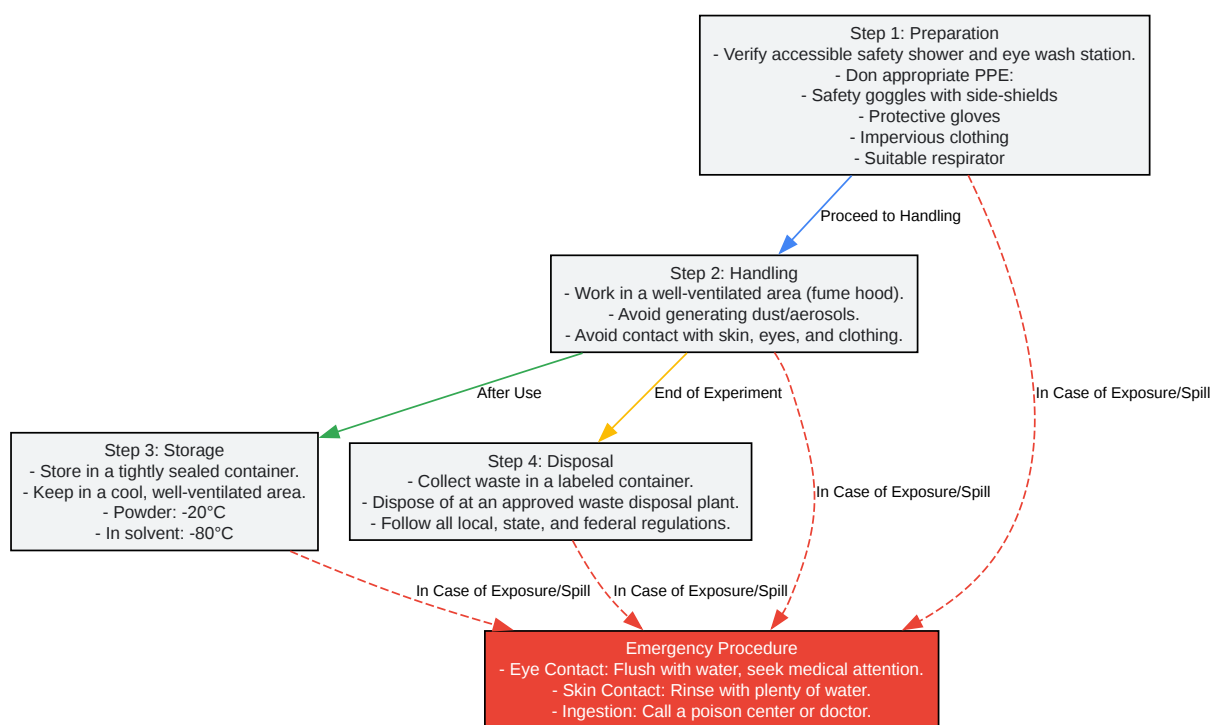 Step 1: Preparation
- Verify accessible safety shower and eye wash station.
- Don appropriate PPE:
- Safety goggles with side-shields
- Protective gloves
- Impervious clothing
- Suitable respirator
Proceed to Handling
Step 2: Handling
- Work in a well-ventilated area (fume hood).
- Avoid generating dust/aerosols.
- Avoid contact with skin, eyes, and clothing.
After Use
End of Experiment
In Case of Exposure/Spill
Step 3: Storage
- Store in a tightly sealed container.
- Keep in a cool, well-ventilated area.
- Powder: -20°C
- In solvent: -80°C
Step 4: Disposal
- Collect waste in a labeled container.
- Dispose of at an approved waste disposal plant.
- Follow all local, state, and federal regulations.
In Case of Exposure/Spill
In Case of Exposure/Spill
In Case of Exposure/Spill
Emergency Procedure
- Eye Contact: Flush with water, seek medical attention.
- Skin Contact: Rinse with plenty of water.
- Ingestion: Call a poison center or doctor.